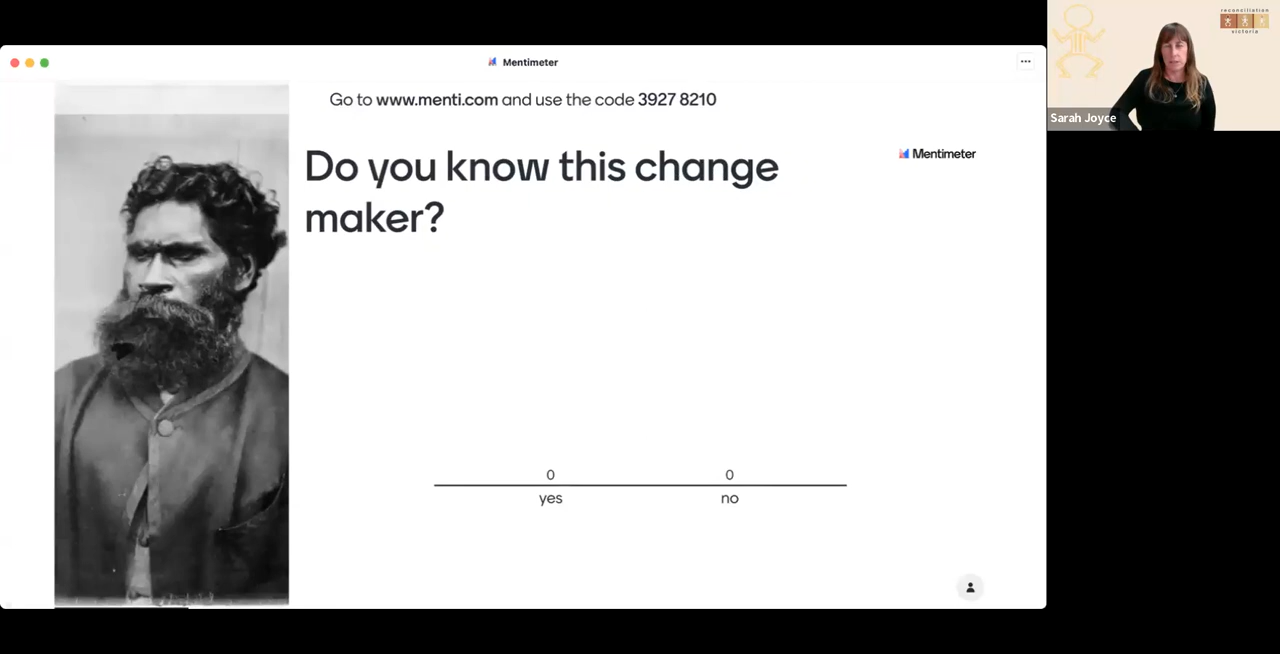 Mentimeter
Go to www.menti.com and use the code 3927 8210
Do you know this change
maker?
Mentimeter
0
0
yes
no
reconciliation
victoria
Sarah Joyce